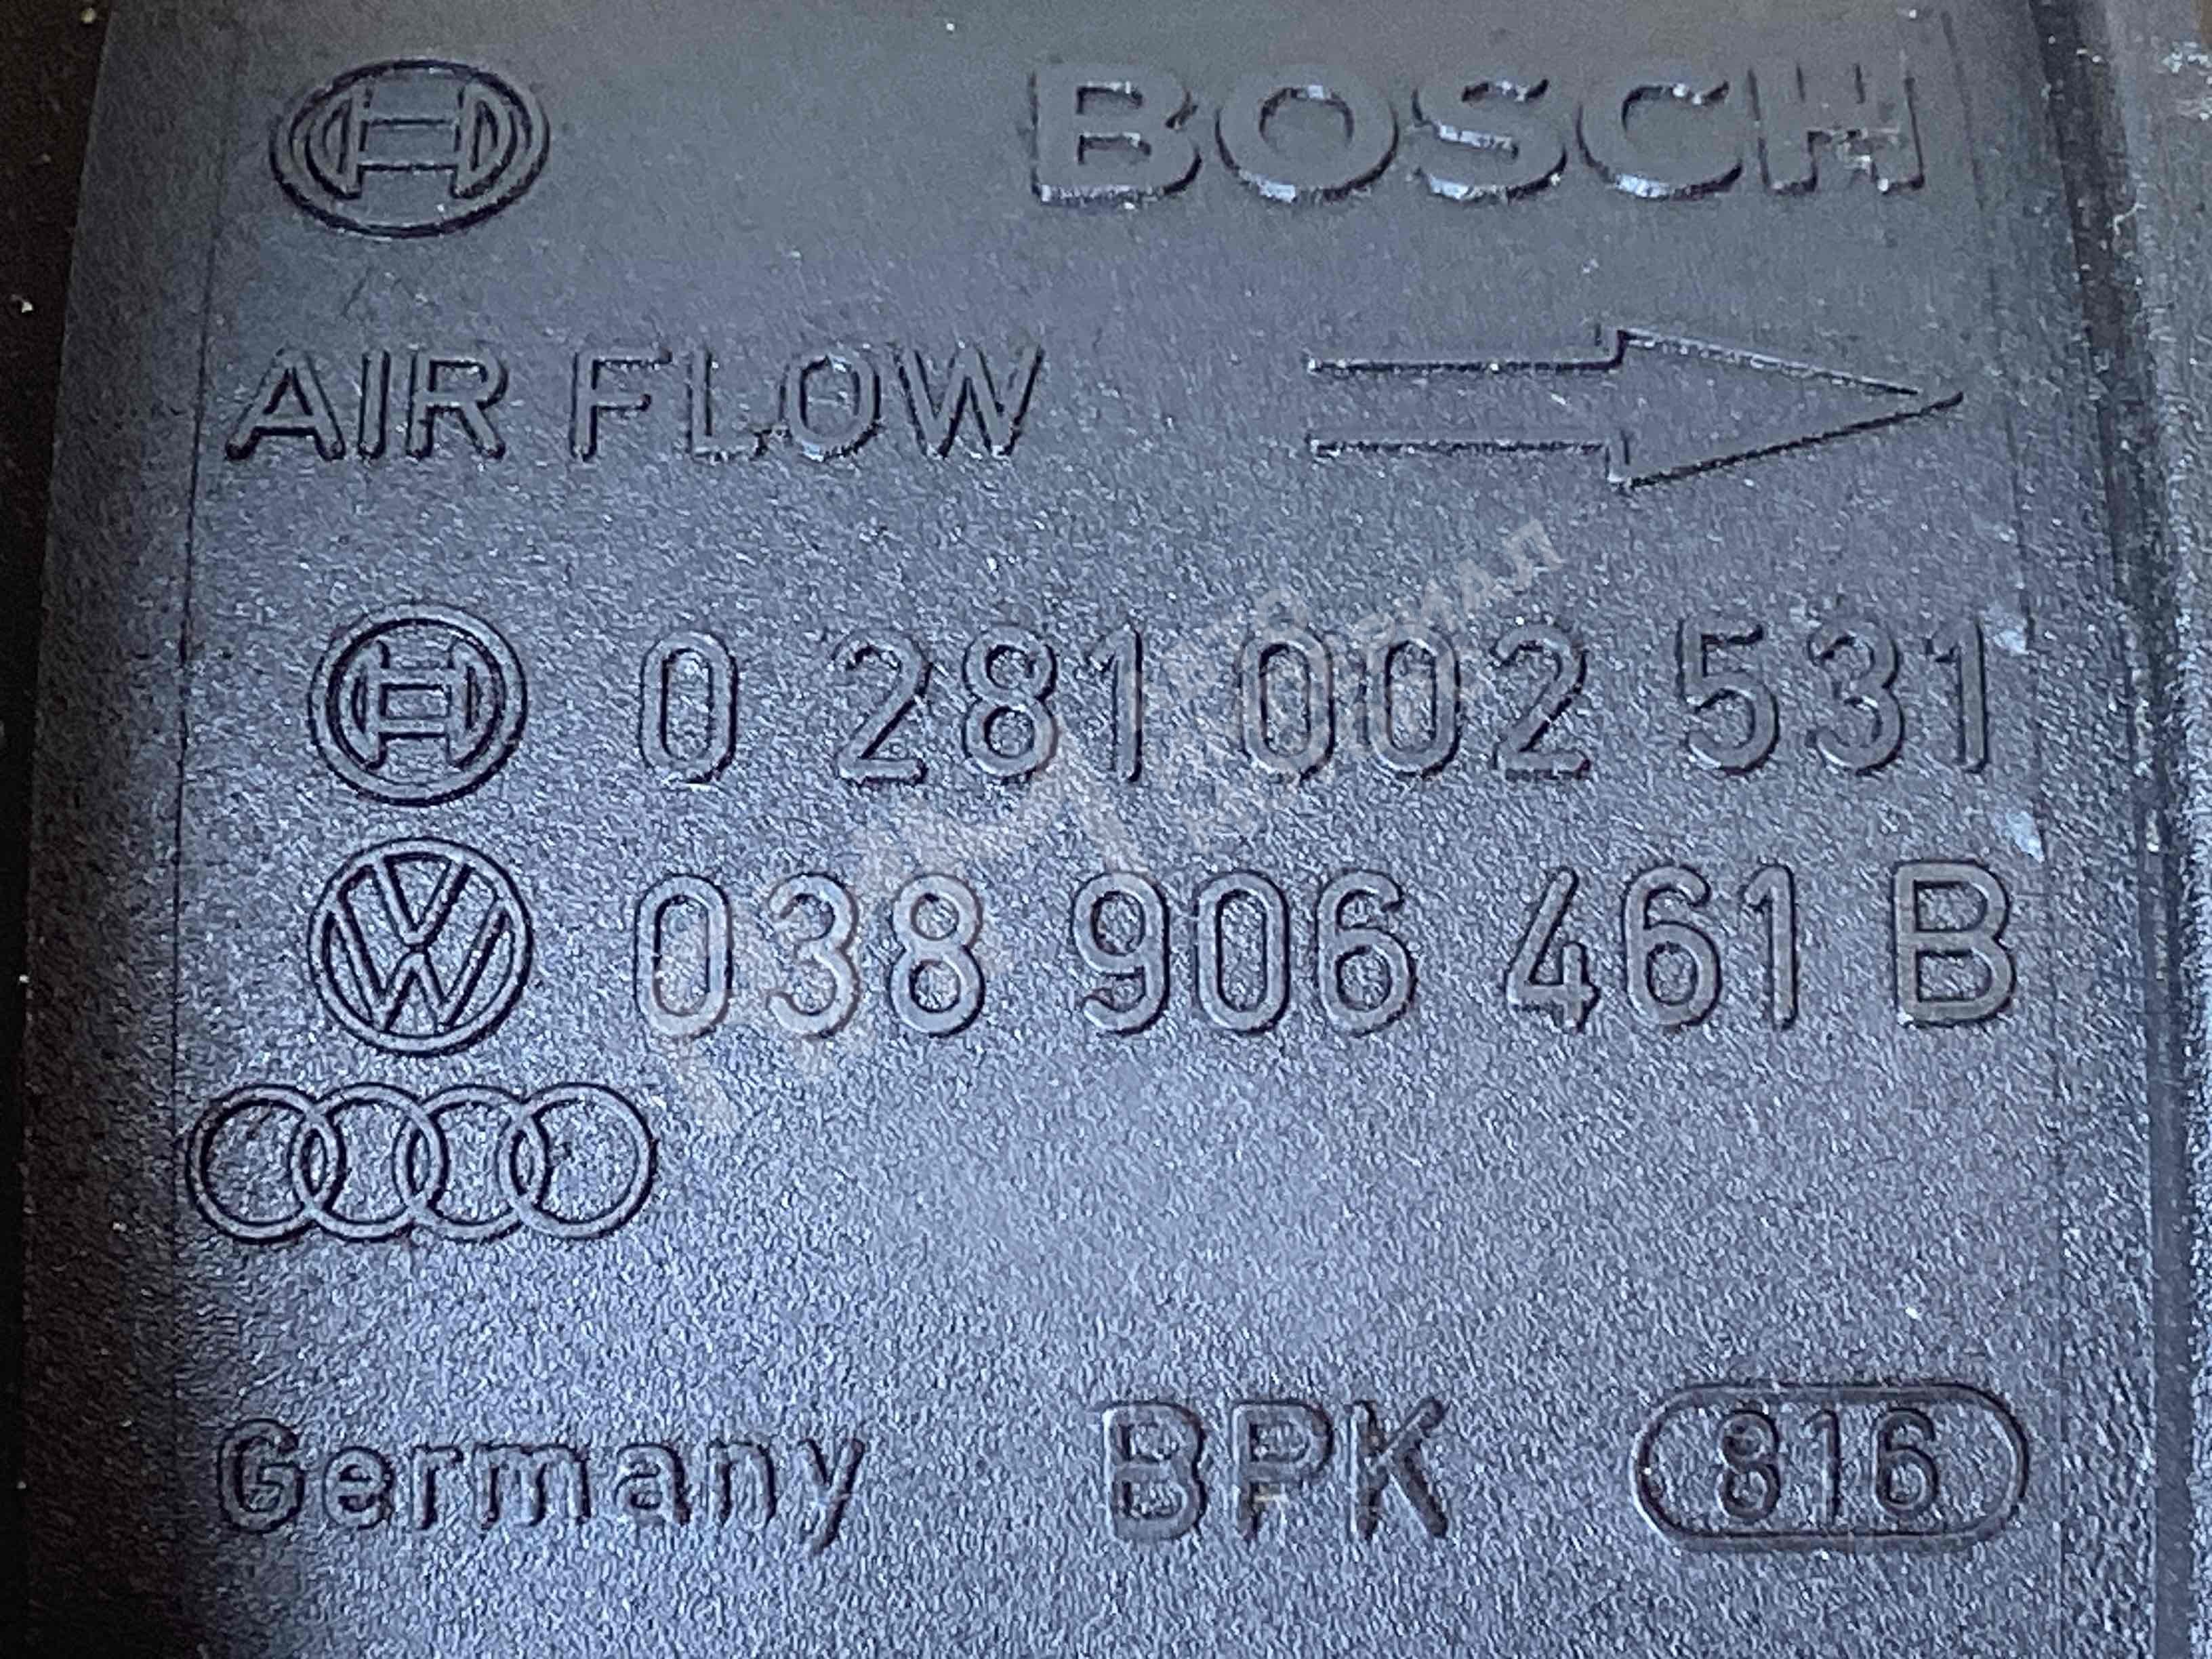 BOSCH
AIR FLOW
0 281 002 531
038 906 461 B
Germany BPK 816